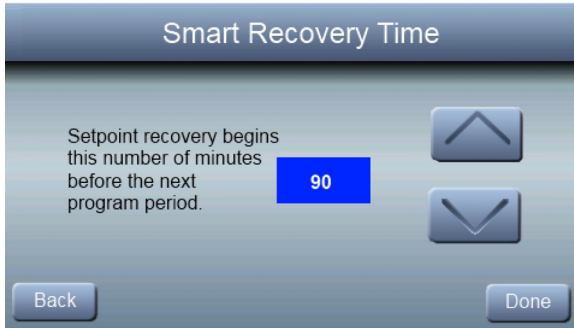 Smart Recovery Time
Setpoint recovery begins
this number of minutes
before the next
program period.
90
Back
Done